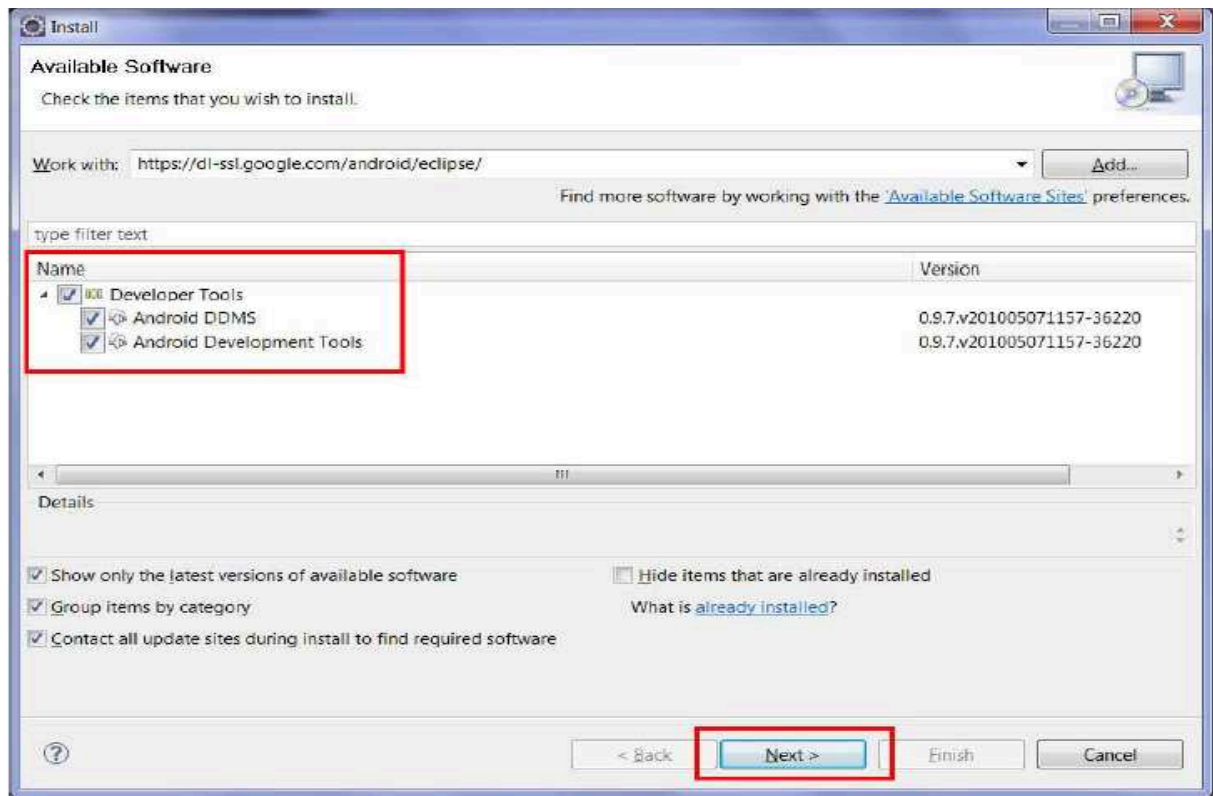 Install
Available Software
Check the items that you wish to install.
Work with: https://dl-ssl.google.com/android/eclipse/ Add...
Find more software by working with the 'Available Software Sites' preferences.
type filter text
Name Version
Developer Tools
Android DDMS 0.9.7.v201005071157-36220
Android Development Tools 0.9.7.v201005071157-36220
Details
Show only the latest versions of available software Hide items that are already installed
Group items by category What is already installed?
Contact all update sites during install to find required software
? < Back Next > Finish Cancel